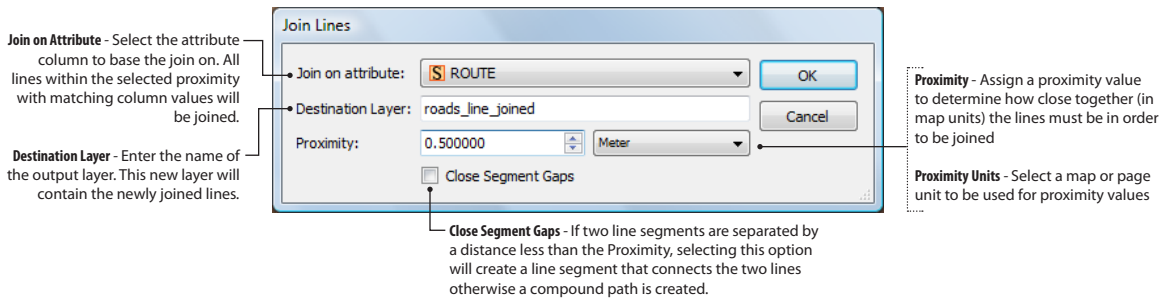 Join Lines
Join on Attribute - Select the attribute
column to base the join on. All
lines within the selected proximity
with matching column values will
be joined.
Destination Layer - Enter the name of
the output layer. This new layer will
contain the newly joined lines.
Join on attribute:
S ROUTE
OK
Destination Layer:
roads_line_joined
Cancel
Proximity:
0.500000
Meter
Close Segment Gaps
Proximity - Assign a proximity value
to determine how close together (in
map units) the lines must be in order
to be joined
Proximity Units - Select a map or page
unit to be used for proximity values
Close Segment Gaps - If two line segments are separated by
a distance less than the Proximity, selecting this option
will create a line segment that connects the two lines
otherwise a compound path is created.